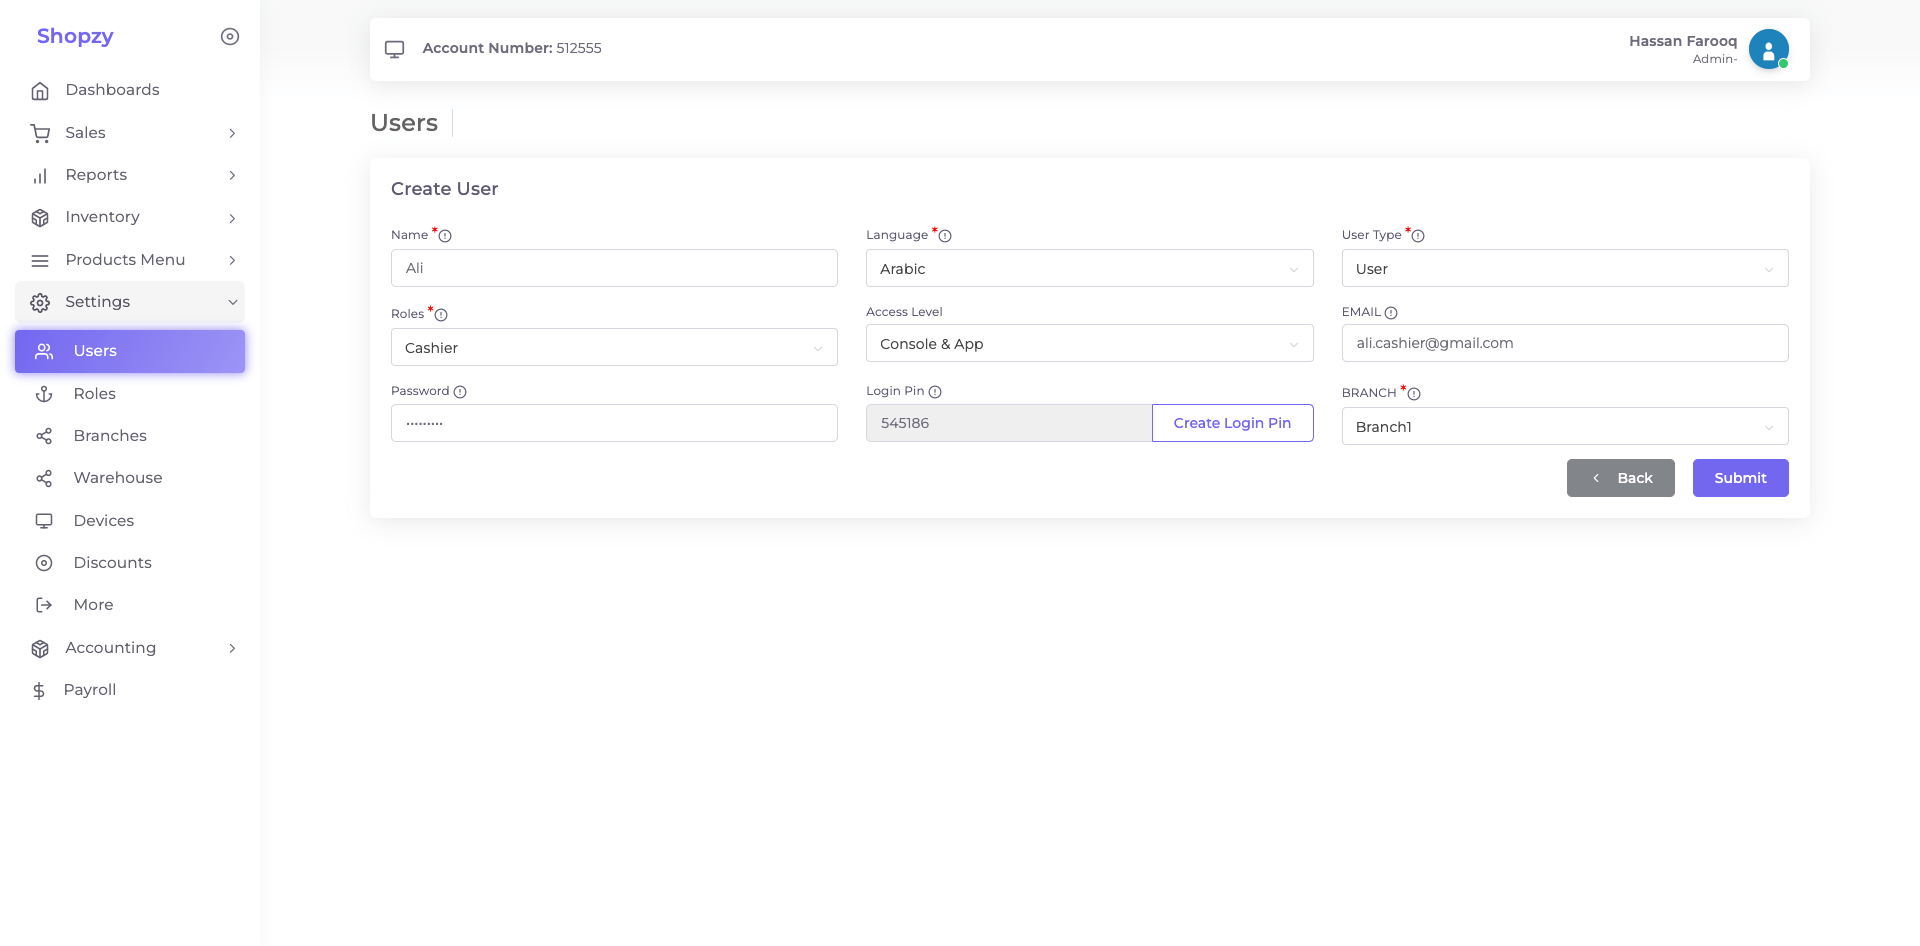 Shopzy
Dashboards
Sales
Reports
Inventory
Products Menu
Settings
Users
Roles
Branches
Warehouse
Devices
Discounts
More
Accounting
Payroll
Account Number: 512555
Hassan Farooq
Admin-
Users
Create User
Name *
Ali
Language *
Arabic
User Type *
User
Roles *
Cashier
Access Level
Console & App
EMAIL
ali.cashier@gmail.com
Password
·········
Login Pin
545186
Create Login Pin
BRANCH *
Branch1
Back
Submit